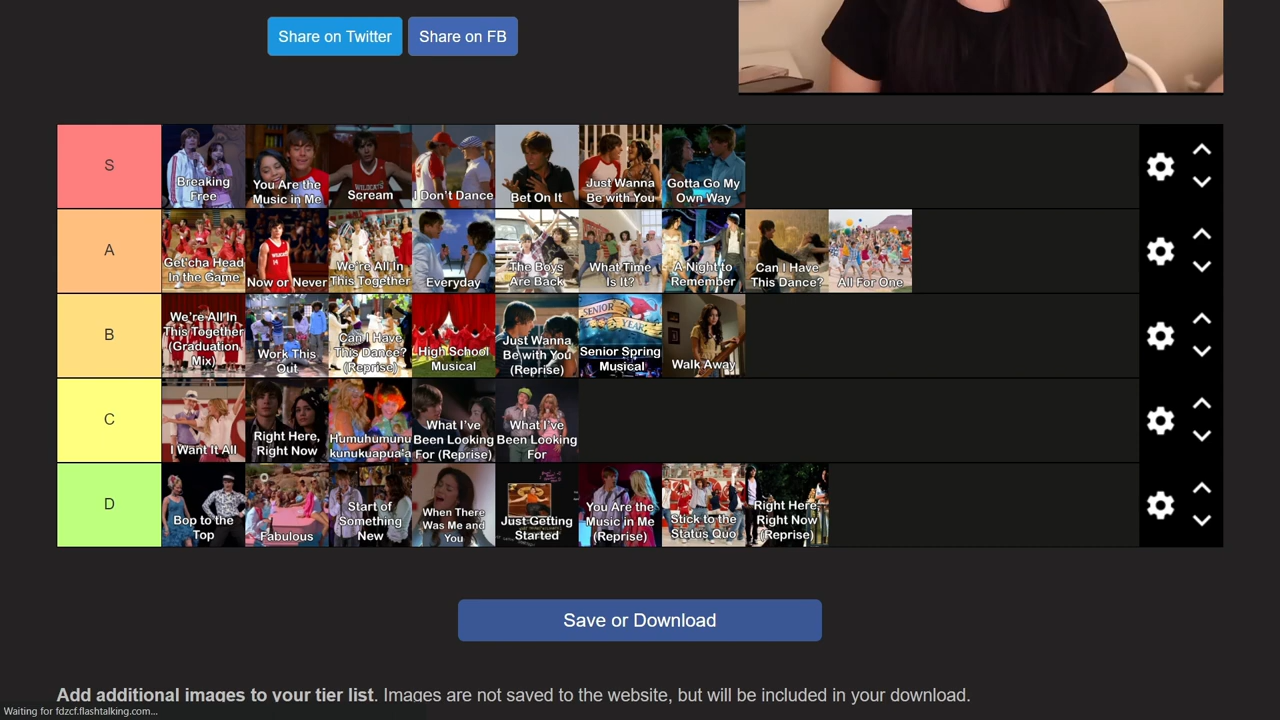 Share on Twitter
Share on FB
S
Breaking
Free
You Are the
Music in Me
Scream
I Don't Dance
Bet On It
Just Wanna
Be with You
Gotta Go My
Own Way
A
Get'cha Head
In the Game
Now or Never
We're All In
This Together
Everyday
The Boys
Are Back
What Time
Is It?
A Night to
Remember
Can I Have
This Dance?
All For One
B
We're All In
This Together
(Graduation
Mix)
Work This
Out
Can I Have
This Dance?
(Reprise)
High School
Musical
Just Wanna
Be with You
(Reprise)
SENIOR
YEAR
Senior Spring
Musical
Walk Away
C
I Want It All
Right Here,
Right Now
Humuhumunu
kunukuapua'a
What I've
Been Looking
For (Reprise)
What I've
Been Looking
For
D
Bop to the
Top
Fabulous
Start of
Something
New
When There
Was Me and
You
Just Getting
Started
You Are the
Music in Me
(Reprise)
Stick to the
Status Quo
Right Here,
Right Now
(Reprise)
Save or Download
Add additional images to your tier list. Images are not saved to the website, but will be included in your download.
Waiting for fdzcf.flashtalking.com...